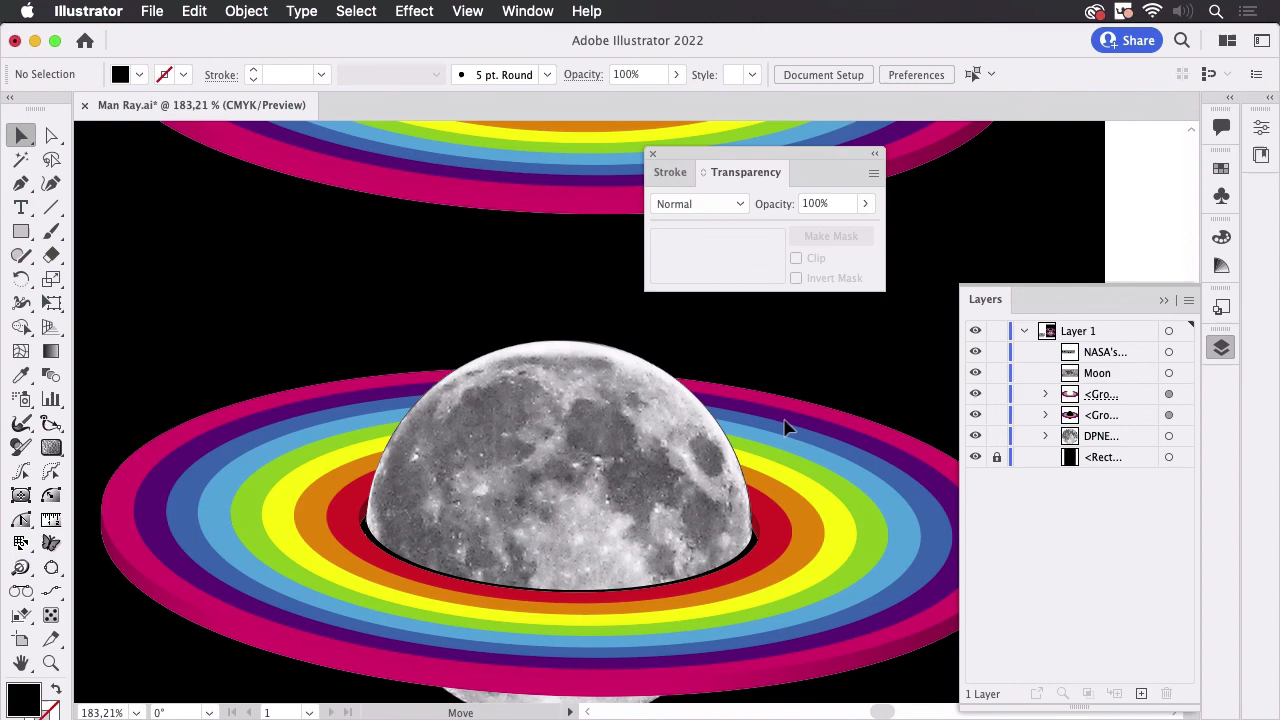 Illustrator File Edit Object Type Select Effect View Window Help
Adobe Illustrator 2022
Share
No Selection Stroke: 5 pt. Round Opacity: 100% Style: Document Setup Preferences
Man Ray.ai* @ 183,21 % (CMYK/Preview)
Stroke Transparency
Normal Opacity: 100%
Make Mask
Clip
Invert Mask
Layers
Layer 1
NASA's...
Moon
<Gro...
<Gro...
DPNE...
<Rect...
1 Layer
183,21% 0° 1 Move